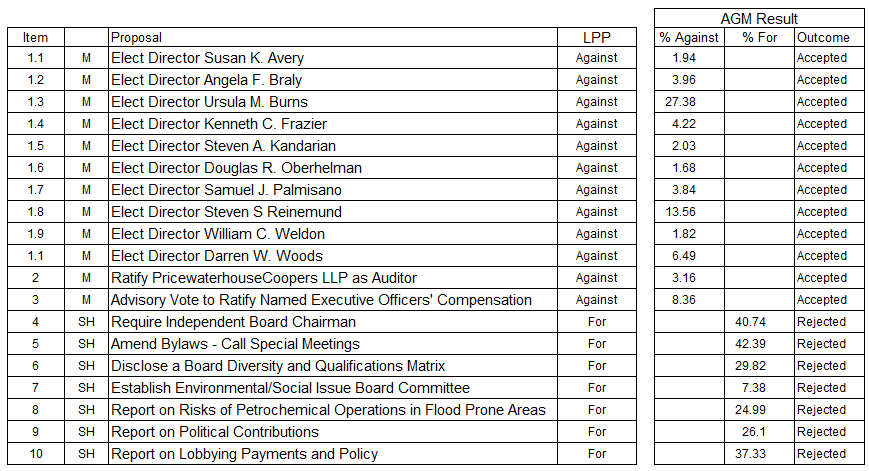 AGM Result
Item Proposal LPP % Against % For Outcome
1.1 M Elect Director Susan K. Avery Against 1.94 Accepted
1.2 M Elect Director Angela F. Braly Against 3.96 Accepted
1.3 M Elect Director Ursula M. Burns Against 27.38 Accepted
1.4 M Elect Director Kenneth C. Frazier Against 4.22 Accepted
1.5 M Elect Director Steven A. Kandarian Against 2.03 Accepted
1.6 M Elect Director Douglas R. Oberhelman Against 1.68 Accepted
1.7 M Elect Director Samuel J. Palmisano Against 3.84 Accepted
1.8 M Elect Director Steven S Reinemund Against 13.56 Accepted
1.9 M Elect Director William C. Weldon Against 1.82 Accepted
1.1 M Elect Director Darren W. Woods Against 6.49 Accepted
2 M Ratify PricewaterhouseCoopers LLP as Auditor Against 3.16 Accepted
3 M Advisory Vote to Ratify Named Executive Officers' Compensation Against 8.36 Accepted
4 SH Require Independent Board Chairman For 40.74 Rejected
5 SH Amend Bylaws - Call Special Meetings For 42.39 Rejected
6 SH Disclose a Board Diversity and Qualifications Matrix For 29.82 Rejected
7 SH Establish Environmental/Social Issue Board Committee For 7.38 Rejected
8 SH Report on Risks of Petrochemical Operations in Flood Prone Areas For 24.99 Rejected
9 SH Report on Political Contributions For 26.1 Rejected
10 SH Report on Lobbying Payments and Policy For 37.33 Rejected